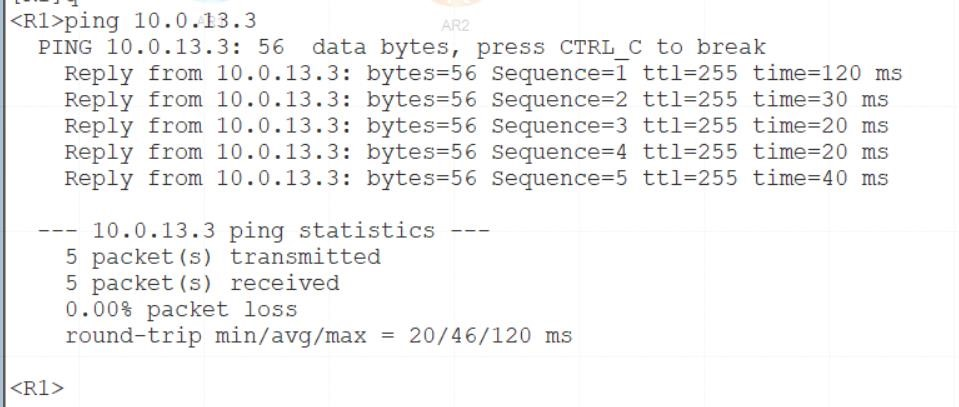 <R1>ping 10.0.13.3
AR2
PING 10.0.13.3: 56  data bytes, press CTRL_C to break
Reply from 10.0.13.3: bytes=56 Sequence=1 ttl=255 time=120 ms
Reply from 10.0.13.3: bytes=56 Sequence=2 ttl=255 time=30 ms
Reply from 10.0.13.3: bytes=56 Sequence=3 ttl=255 time=20 ms
Reply from 10.0.13.3: bytes=56 Sequence=4 ttl=255 time=20 ms
Reply from 10.0.13.3: bytes=56 Sequence=5 ttl=255 time=40 ms
--- 10.0.13.3 ping statistics ---
5 packet(s) transmitted
5 packet(s) received
0.00% packet loss
round-trip min/avg/max = 20/46/120 ms
<R1>